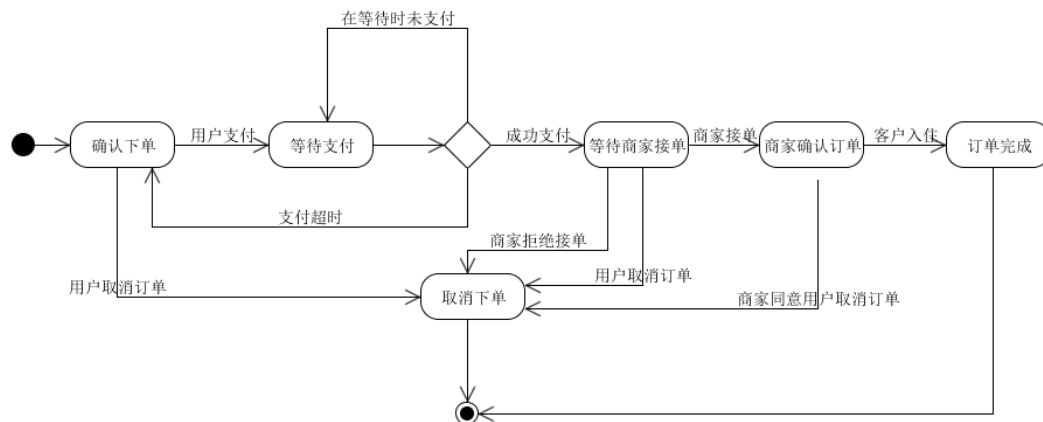 在等待时未支付
确认下单
用户支付
等待支付
成功支付
等待商家接单
商家接单
商家确认订单
客户入住
订单完成
支付超时
商家拒绝接单
用户取消订单
用户取消订单
取消下单
商家同意用户取消订单